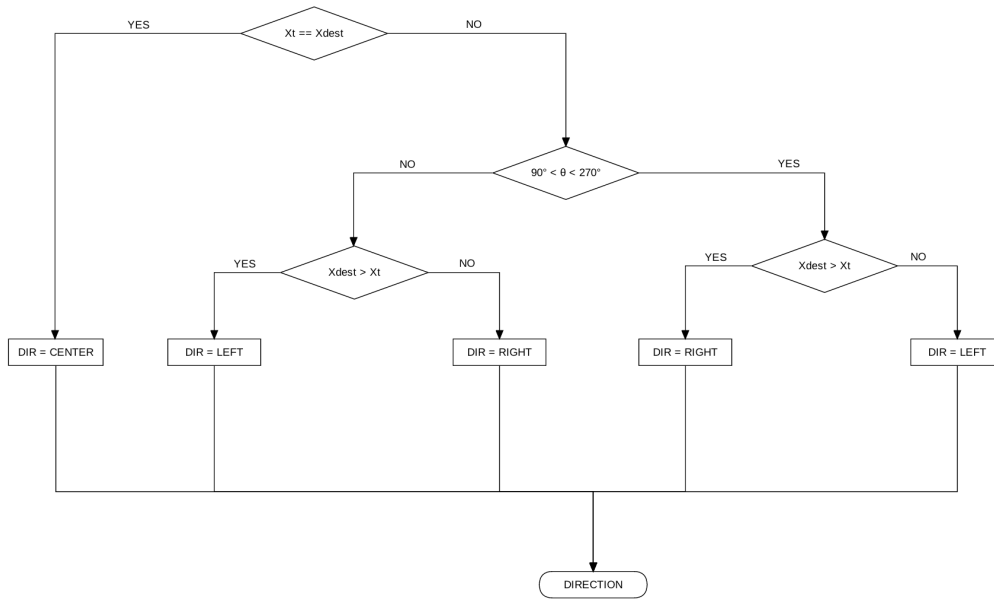 Xt == Xdest
YES
NO
90° < θ < 270°
NO
YES
Xdest > Xt
YES
NO
Xdest > Xt
YES
NO
DIR = CENTER
DIR = LEFT
DIR = RIGHT
DIR = RIGHT
DIR = LEFT
DIRECTION